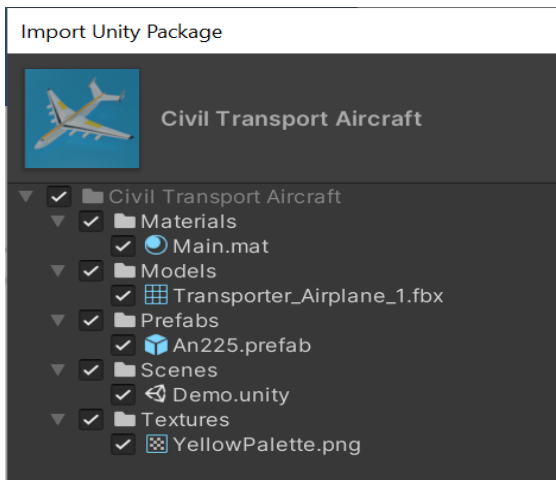 Import Unity Package
Civil Transport Aircraft
Civil Transport Aircraft
Materials
Main.mat
Models
Transporter_Airplane_1.fbx
Prefabs
An225.prefab
Scenes
Demo.unity
Textures
YellowPalette.png